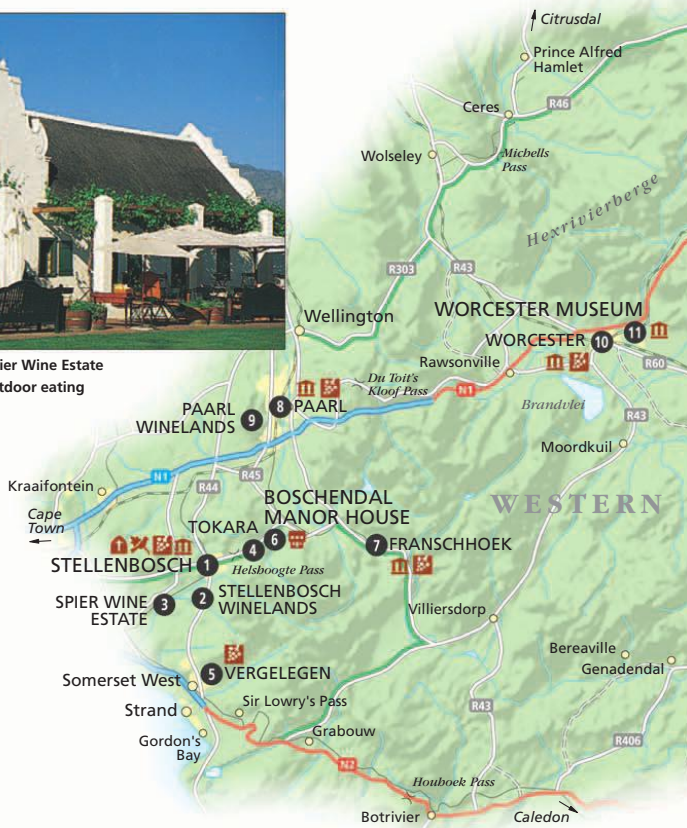 Citrusdal
Prince Alfred
Hamlet
Ceres
R46
Wolseley
Michells
Pass
Hexrivierberge
R303
R43
Wellington
WORCESTER MUSEUM
11
WORCESTER
10
Rawsonville
R60
ier Wine Estate
tdoor eating
Du Toit's
Kloof Pass
N1
Brandvlei
R43
8 PAARL
PAARL
WINELANDS
9
Moordkuil
N1
R45
R44
Kraaifontein
Cape
Town
BOSCHENDAL
MANOR HOUSE
6
WESTERN
TOKARA
4
7 FRANSCHHOEK
STELLENBOSCH
1
Helshoogte Pass
2 STELLENBOSCH
WINELANDS
SPIER WINE
ESTATE
3
Villiersdorp
Bereaville
Genadendal
5 VERGELEGEN
Somerset West
Sir Lowry's Pass
Strand
Gordon's
Bay
Grabouw
R43
R406
N2
Houhoek Pass
Botrivier
Caledon